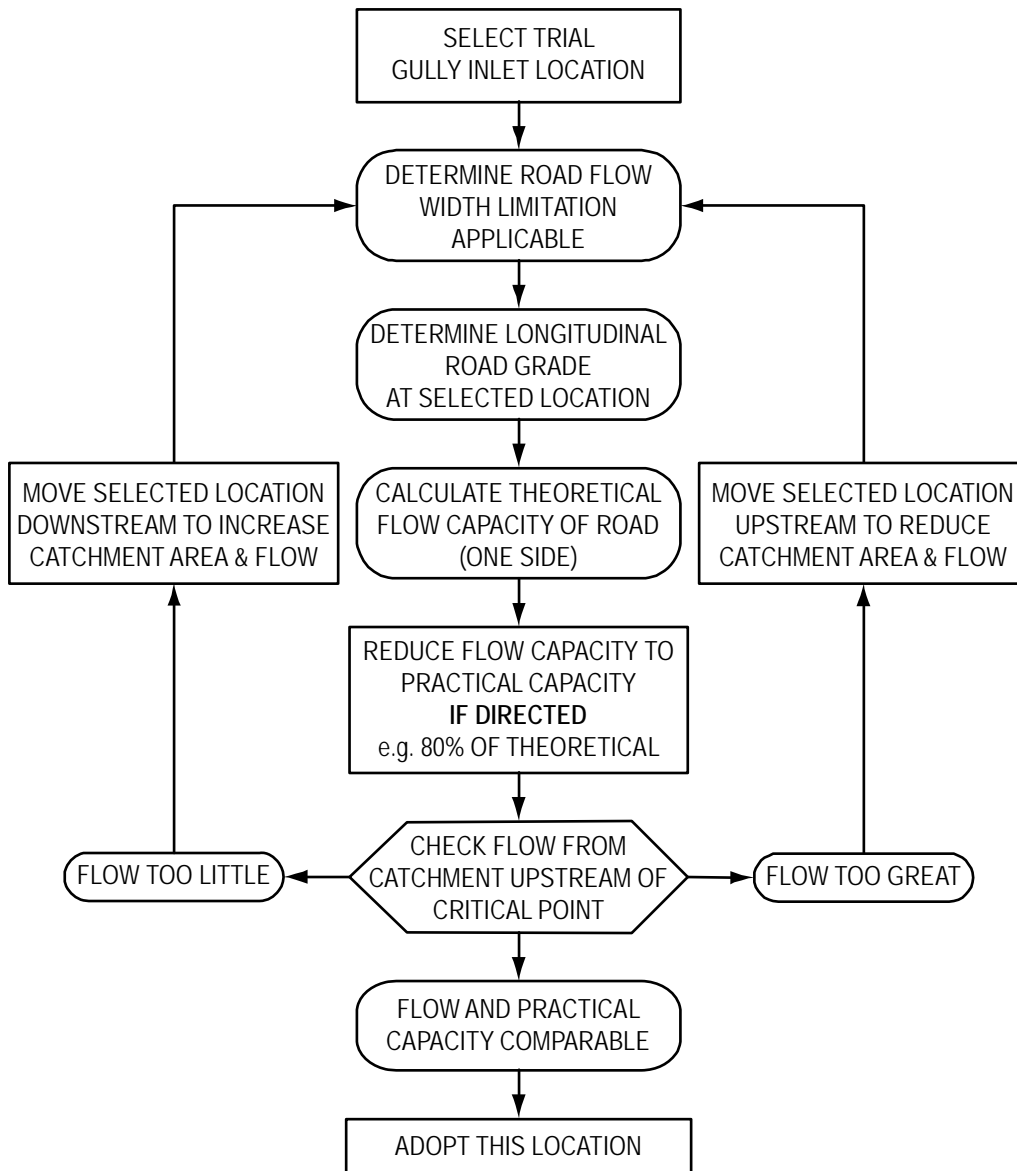 SELECT TRIAL
GULLY INLET LOCATION
DETERMINE ROAD FLOW
WIDTH LIMITATION
APPLICABLE
DETERMINE LONGITUDINAL
ROAD GRADE
AT SELECTED LOCATION
MOVE SELECTED LOCATION
DOWNSTREAM TO INCREASE
CATCHMENT AREA & FLOW
CALCULATE THEORETICAL
FLOW CAPACITY OF ROAD
(ONE SIDE)
MOVE SELECTED LOCATION
UPSTREAM TO REDUCE
CATCHMENT AREA & FLOW
REDUCE FLOW CAPACITY TO
PRACTICAL CAPACITY
IF DIRECTED
e.g. 80% OF THEORETICAL
FLOW TOO LITTLE
CHECK FLOW FROM
CATCHMENT UPSTREAM OF
CRITICAL POINT
FLOW TOO GREAT
FLOW AND PRACTICAL
CAPACITY COMPARABLE
ADOPT THIS LOCATION